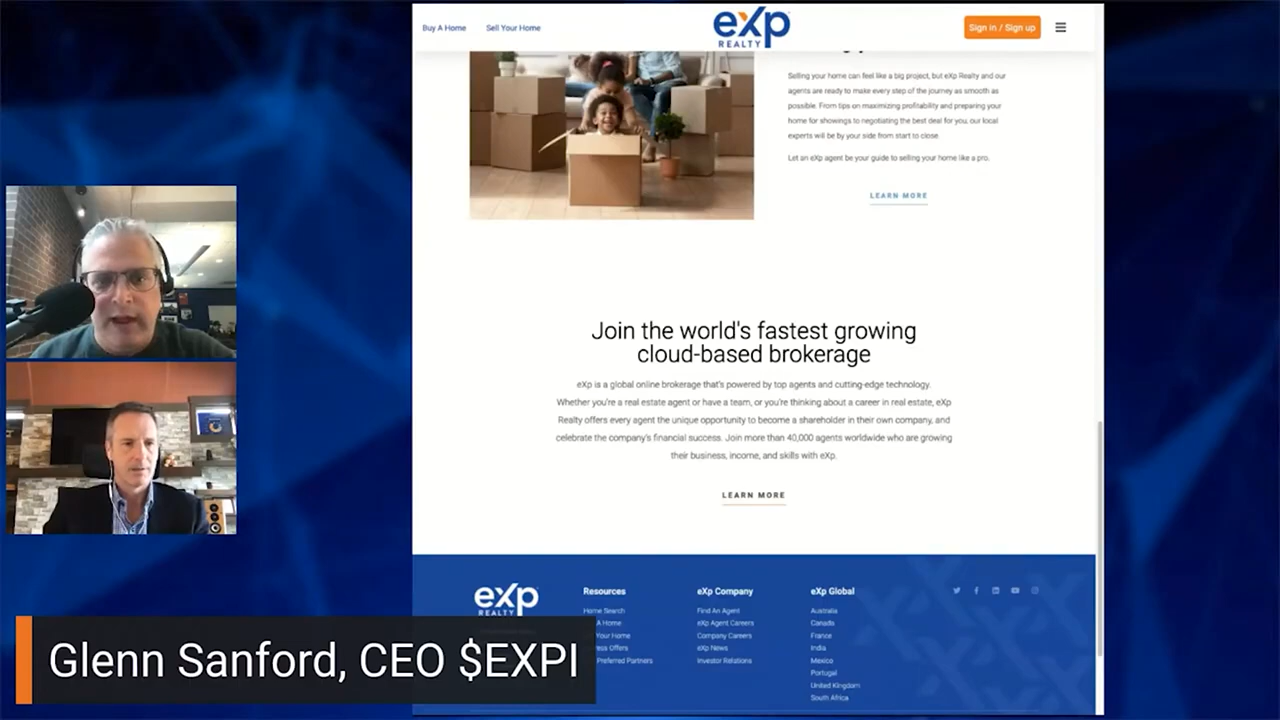 Buy A Home
Sell Your Home
eXp
REALTY
Sign in / Sign up
Selling your home can feel like a big project, but eXp Realty and our
agents are ready to make every step of the journey as smooth as
possible. From tips on maximizing profitability and preparing your
home for showings to negotiating the best deal for you, our local
experts will be by your side from start to close.
Let an eXp agent be your guide to selling your home like a pro.
LEARN MORE
Join the world's fastest growing
cloud-based brokerage
eXp is a global online brokerage that's powered by top agents and cutting-edge technology.
Whether you're a real estate agent or have a team, or you're thinking about a career in real estate, eXp
Realty offers every agent the unique opportunity to become a shareholder in their own company, and
celebrate the company's financial success. Join more than 40,000 agents worldwide who are growing
their business, income, and skills with eXp.
LEARN MORE
eXp
REALTY
Resources
Home Search
A Home
Your Home
Offers
Preferred Partners
eXp Company
Find An Agent
eXp Agent Careers
Company Careers
eXp News
Investor Relations
eXp Global
Australia
Canada
France
India
Mexico
Portugal
United Kingdom
South Africa
Glenn Sanford, CEO $EXPI